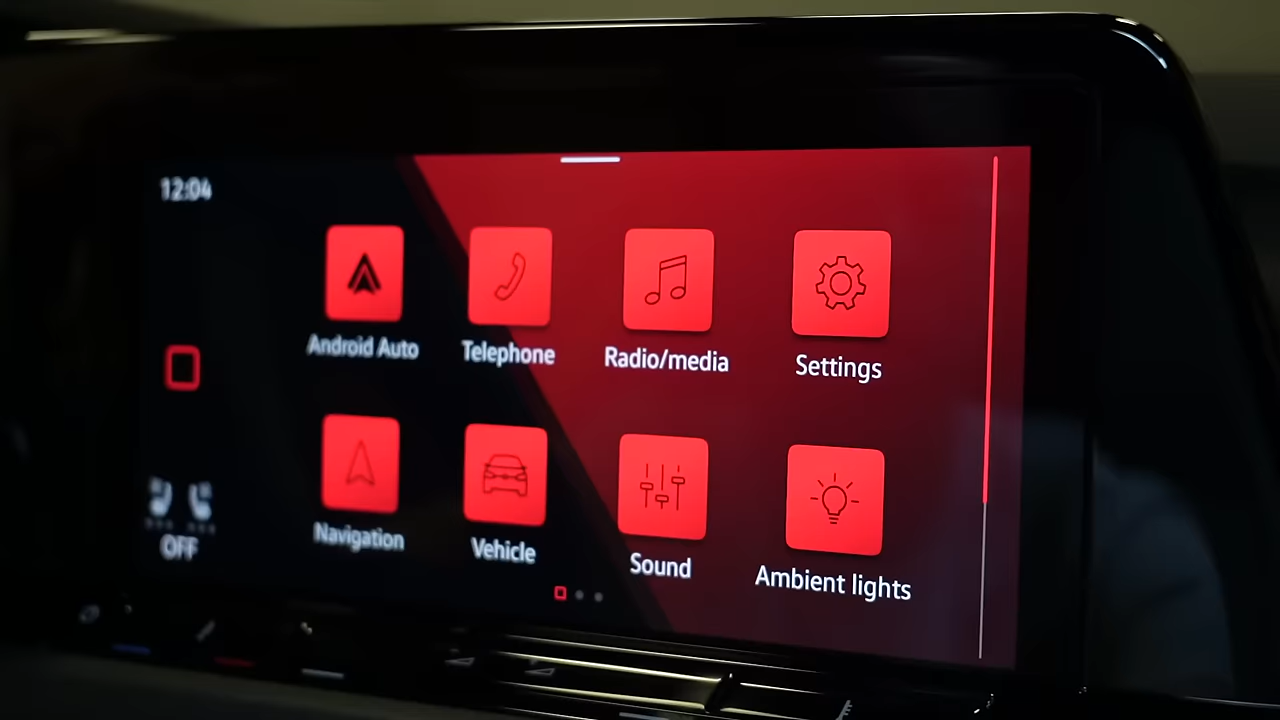 12:04
Android Auto
Telephone
Radio/media
Settings
Navigation
Vehicle
Sound
Ambient lights
OFF